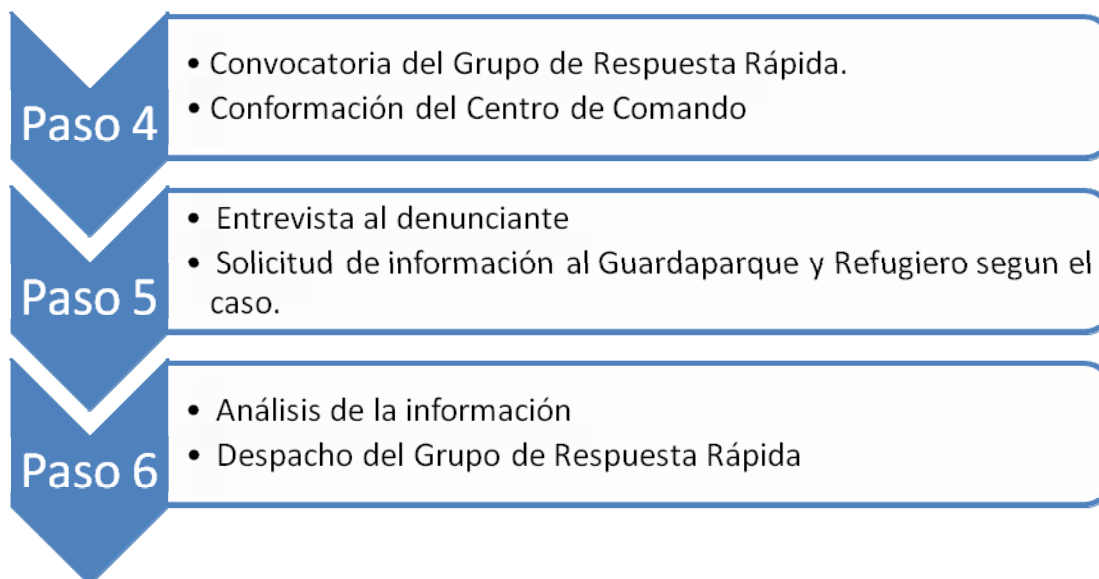 Paso 4
• Convocatoria del Grupo de Respuesta Rápida.
• Conformación del Centro de Comando
Paso 5
• Entrevista al denunciante
• Solicitud de información al Guardaparque y Refugiero segun el
caso.
Paso 6
• Análisis de la información
• Despacho del Grupo de Respuesta Rápida